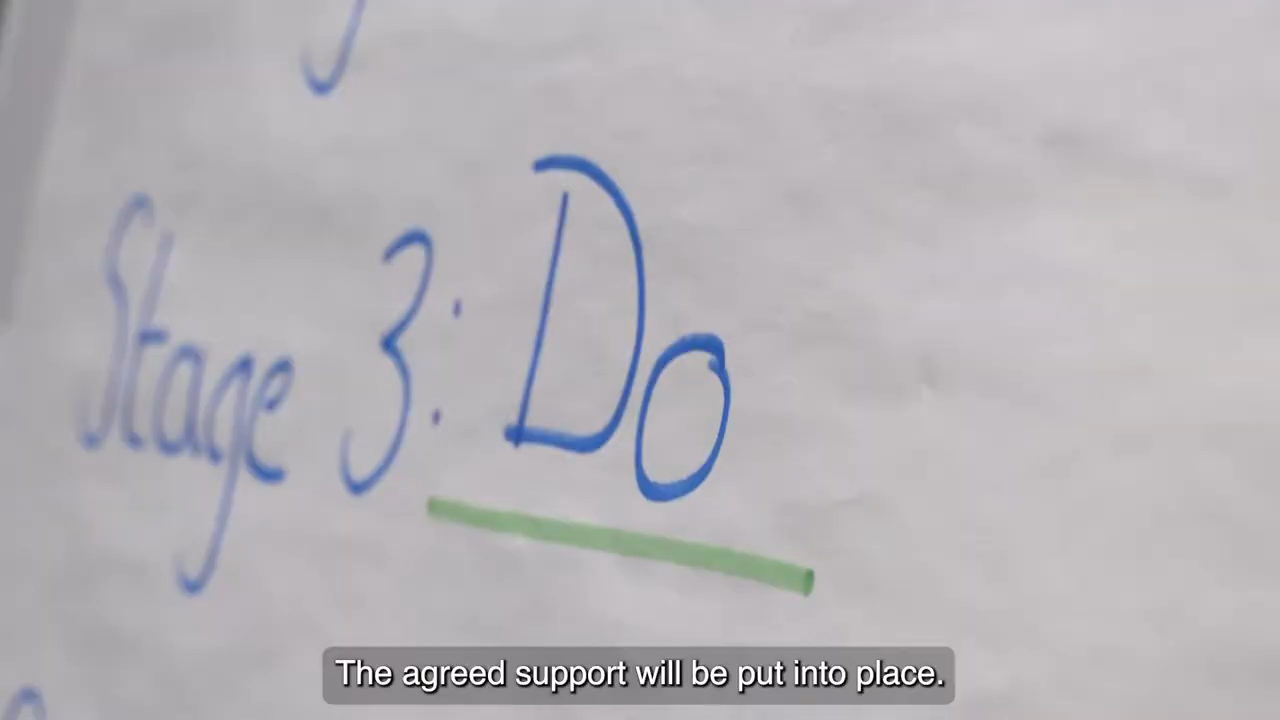 Stage 3: Do
The agreed support will be put into place.